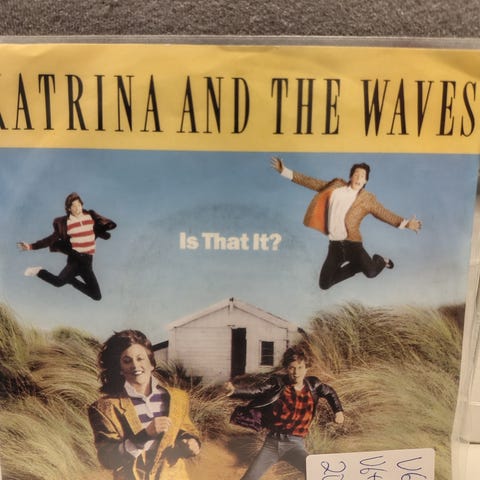 KATRINA AND THE WAVES
Is That It?